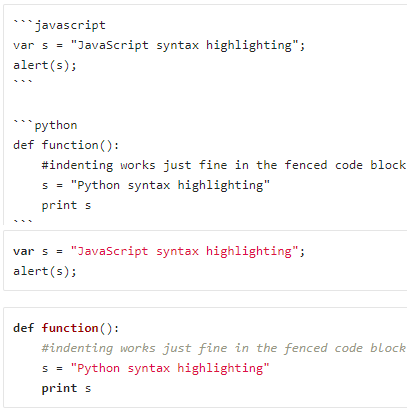 ```javascript
var s = "JavaScript syntax highlighting";
alert(s);
```
```python
def function():
    #indenting works just fine in the fenced code block
    s = "Python syntax highlighting"
    print s
```
var s = "JavaScript syntax highlighting";
alert(s);
def function():
    #indenting works just fine in the fenced code block
    s = "Python syntax highlighting"
    print s